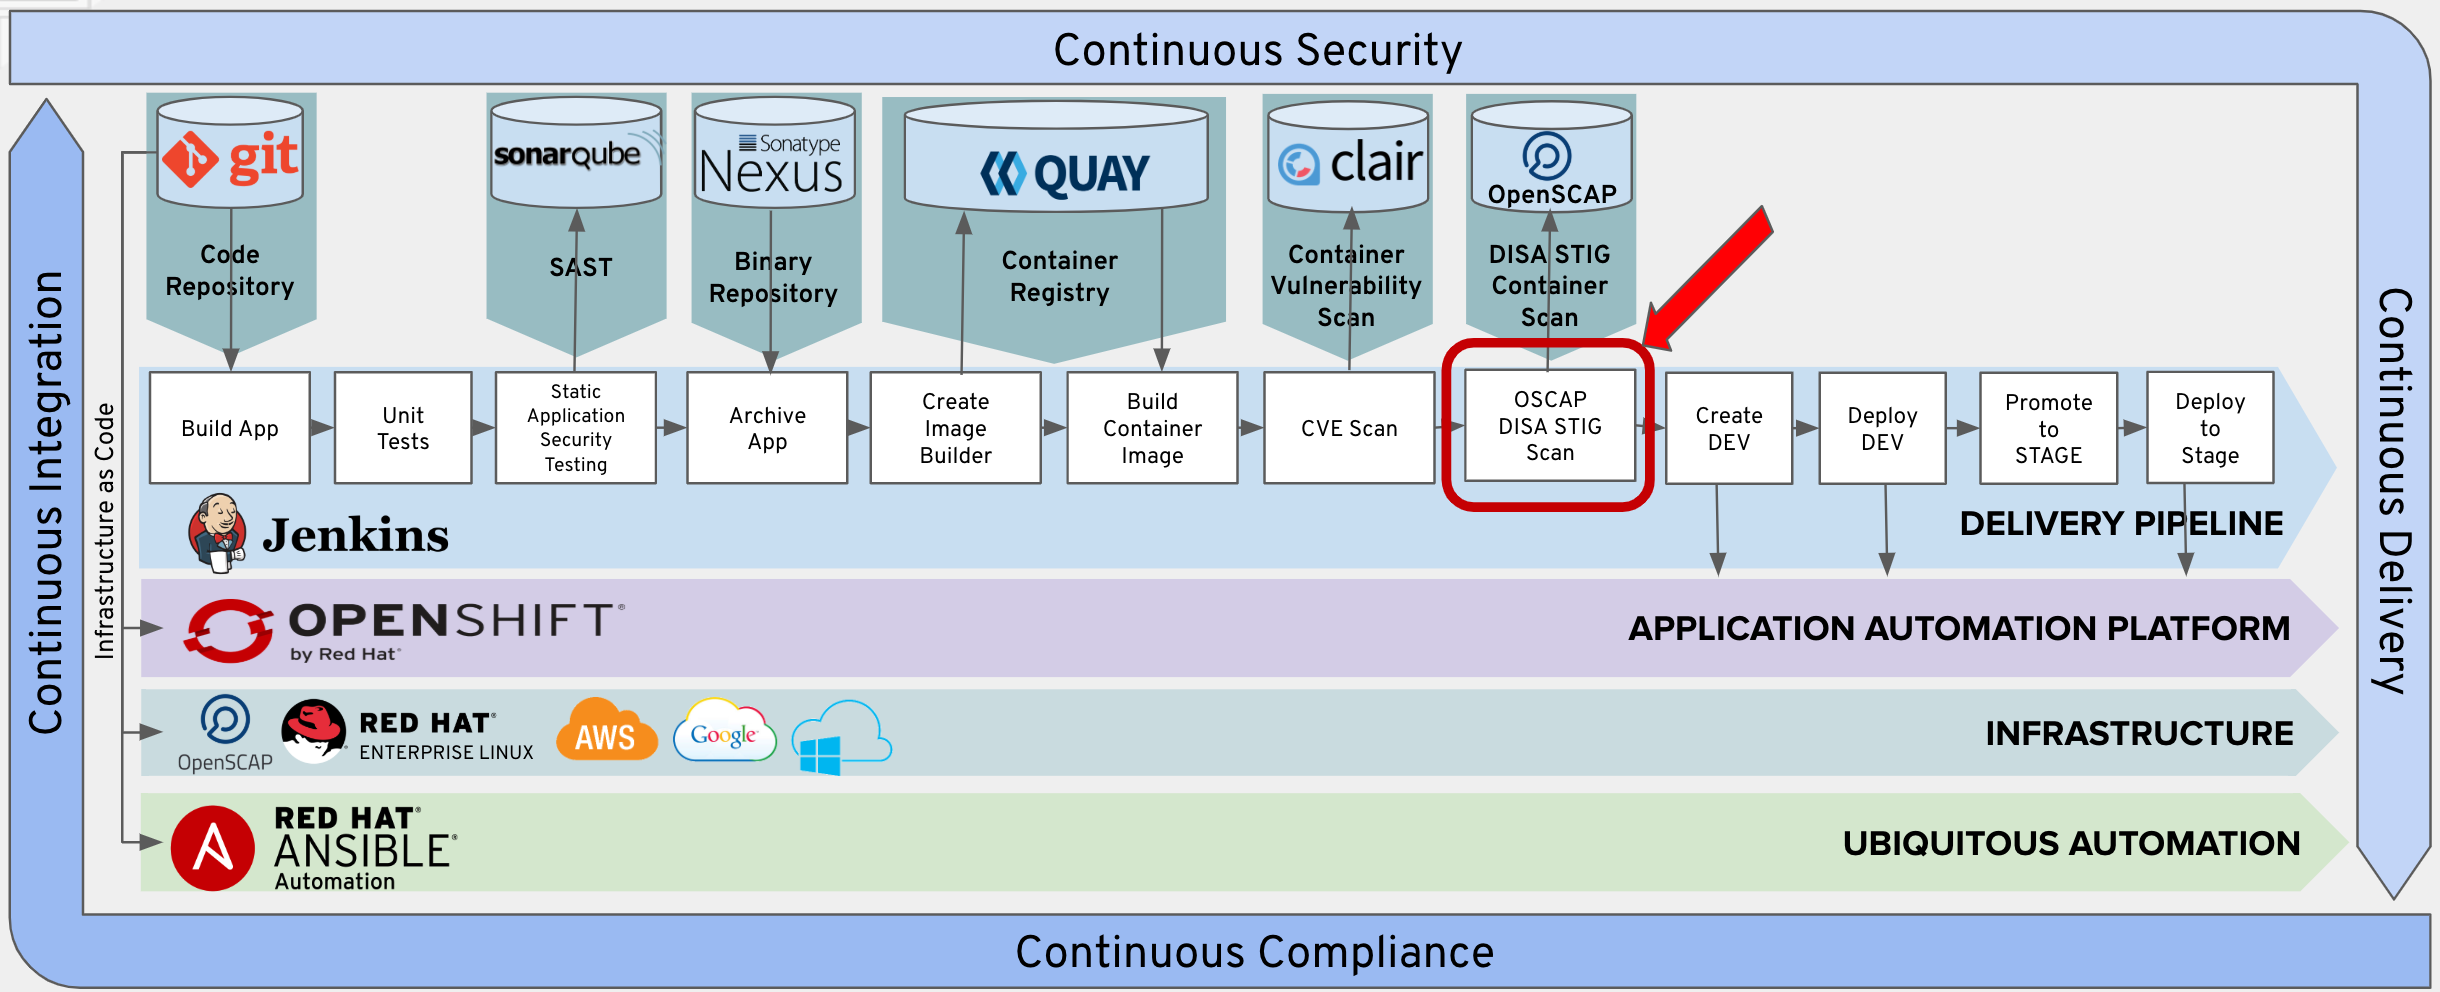 Continuous Security
Continuous Integration
Infrastructure as Code
git
Code
Repository
sonarqube
SAST
Sonatype
Nexus
Binary
Repository
QUAY
Container
Registry
clair
Container
Vulnerability
Scan
OpenSCAP
DISA STIG
Container
Scan
Build App
Unit
Tests
Static
Application
Security
Testing
Archive
App
Create
Image
Builder
Build
Container
Image
CVE Scan
OSCAP
DISA STIG
Scan
Create
DEV
Deploy
DEV
Promote
to
STAGE
Deploy
to
Stage
Jenkins
DELIVERY PIPELINE
OPENSHIFT®
by Red Hat®
APPLICATION AUTOMATION PLATFORM
OpenSCAP
RED HAT®
ENTERPRISE LINUX
AWS
Google
INFRASTRUCTURE
RED HAT®
ANSIBLE®
Automation
UBIQUITOUS AUTOMATION
Continuous Delivery
Continuous Compliance